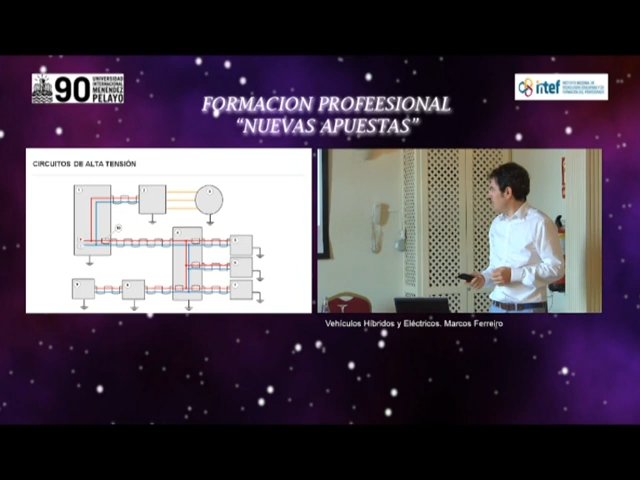 90
UNIVERSIDAD
INTERNACIONAL
MENÉNDEZ
PELAYO
intef
FORMACION PROFEESIONAL
“NUEVAS APUESTAS”
CIRCUITOS DE ALTA TENSIÓN
Vehículos Híbridos y Eléctricos. Marcos Ferreiro